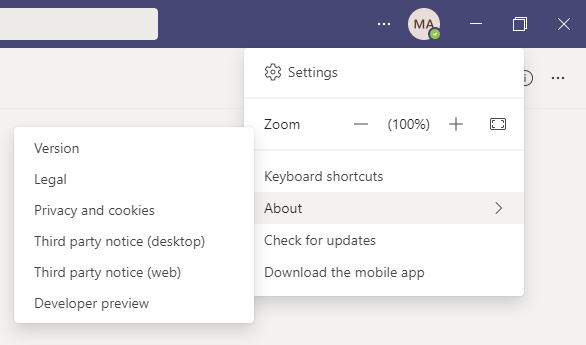 MA
Settings
Zoom
(100%)
Keyboard shortcuts
About
Check for updates
Download the mobile app
Version
Legal
Privacy and cookies
Third party notice (desktop)
Third party notice (web)
Developer preview